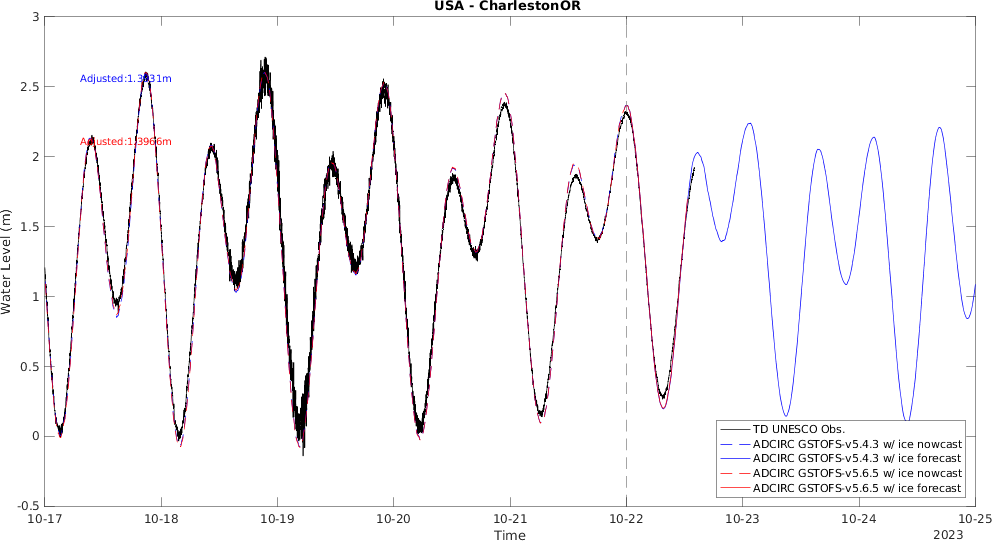 USA - CharlestonOR
3
2.5
2
1.5
1
0.5
0
-0.5
Water Level (m)
Adjusted:1.3966m
TD UNESCO Obs.
ADCIRC GSTOFS-v5.4.3 w/ ice nowcast
ADCIRC GSTOFS-v5.4.3 w/ ice forecast
ADCIRC GSTOFS-v5.6.5 w/ ice nowcast
ADCIRC GSTOFS-v5.6.5 w/ ice forecast
10-17 10-18 10-19 10-20 10-21 10-22 10-23 10-24 10-25
Time
2023